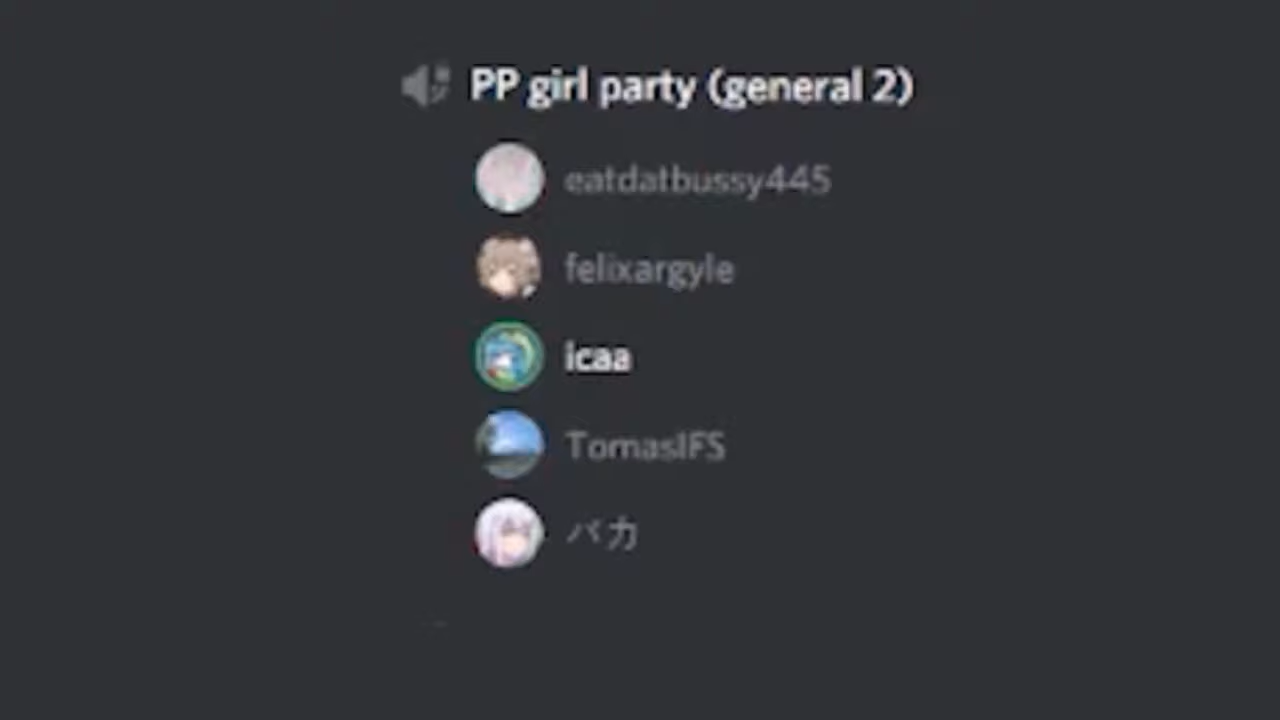 PP girl party (general 2)
eatdatbussy445
felixargyle
icaa
TomasIFS
バカ